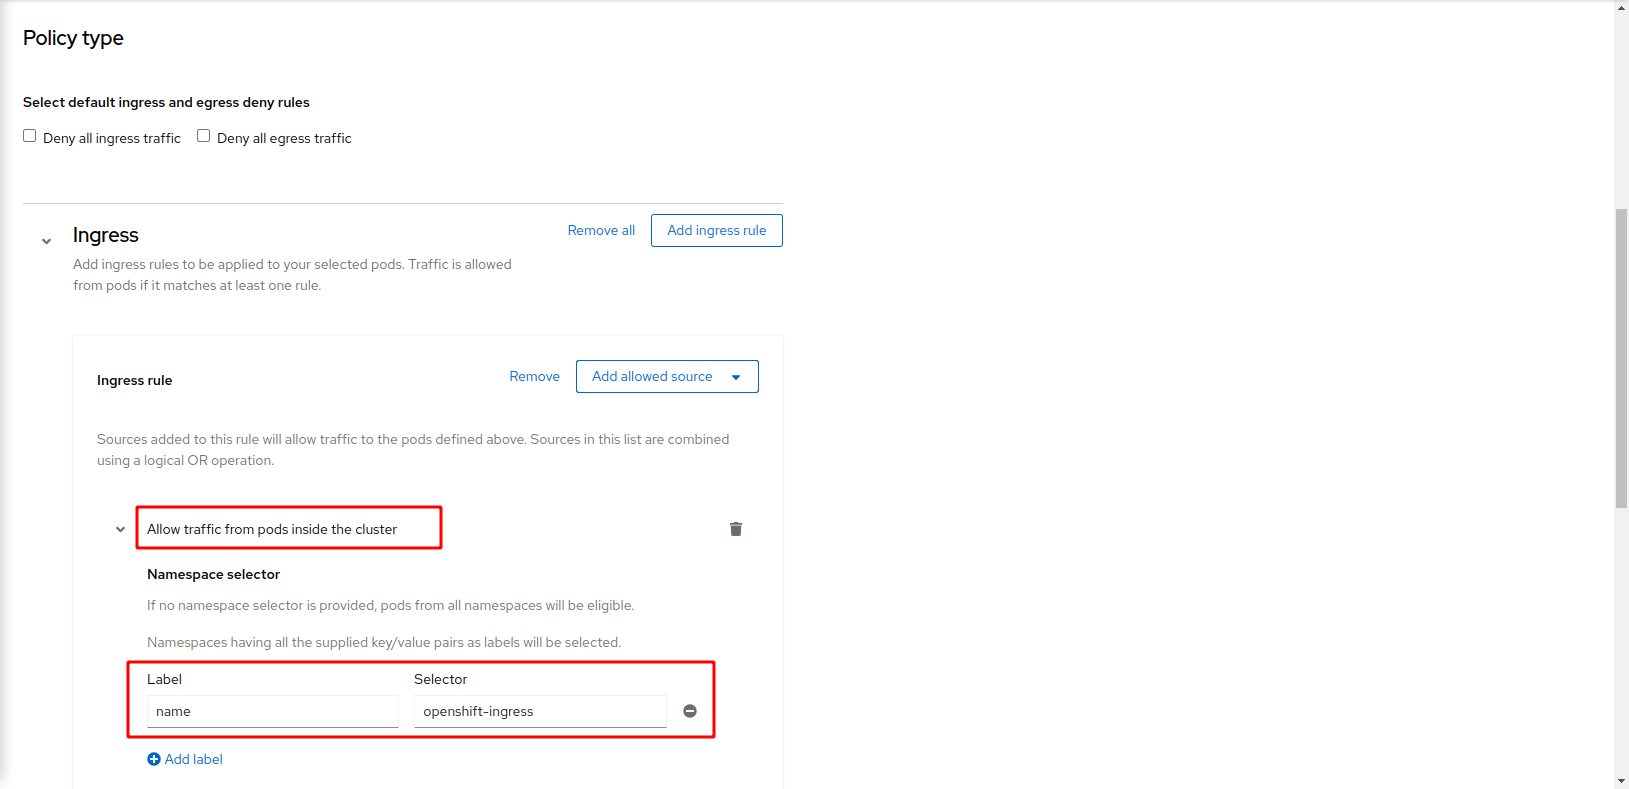 Policy type
Select default ingress and egress deny rules
Deny all ingress traffic Deny all egress traffic
Ingress
Remove all
Add ingress rule
Add ingress rules to be applied to your selected pods. Traffic is allowed
from pods if it matches at least one rule.
Ingress rule
Remove
Add allowed source
Sources added to this rule will allow traffic to the pods defined above. Sources in this list are combined
using a logical OR operation.
Allow traffic from pods inside the cluster
Namespace selector
If no namespace selector is provided, pods from all namespaces will be eligible.
Namespaces having all the supplied key/value pairs as labels will be selected.
Label Selector
name openshift-ingress
Add label